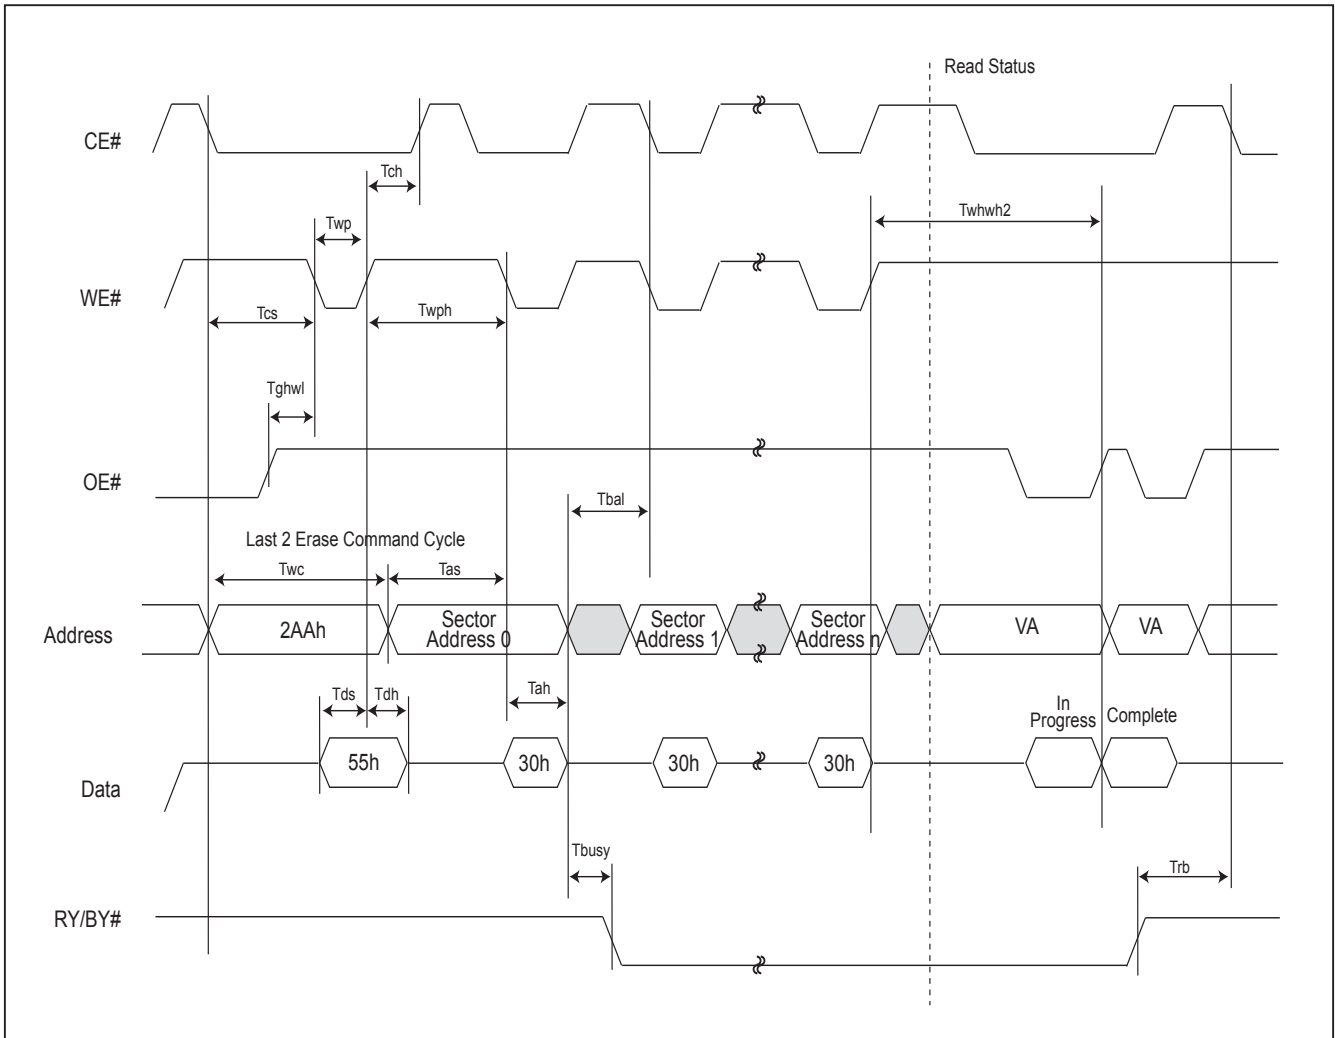 Read Status
CE#
Tch
Twhwh2
Twp
WE#
Tcs
Twph
Tghwl
OE#
Tbal
Last 2 Erase Command Cycle
Twc
Tas
Address
2AAh
Sector
Address 0
Sector
Address 1
Sector
Address n
VA
VA
Tds
Tdh
Tah
In
Progress
Complete
Data
55h
30h
30h
30h
Tbusy
Trb
RY/BY#